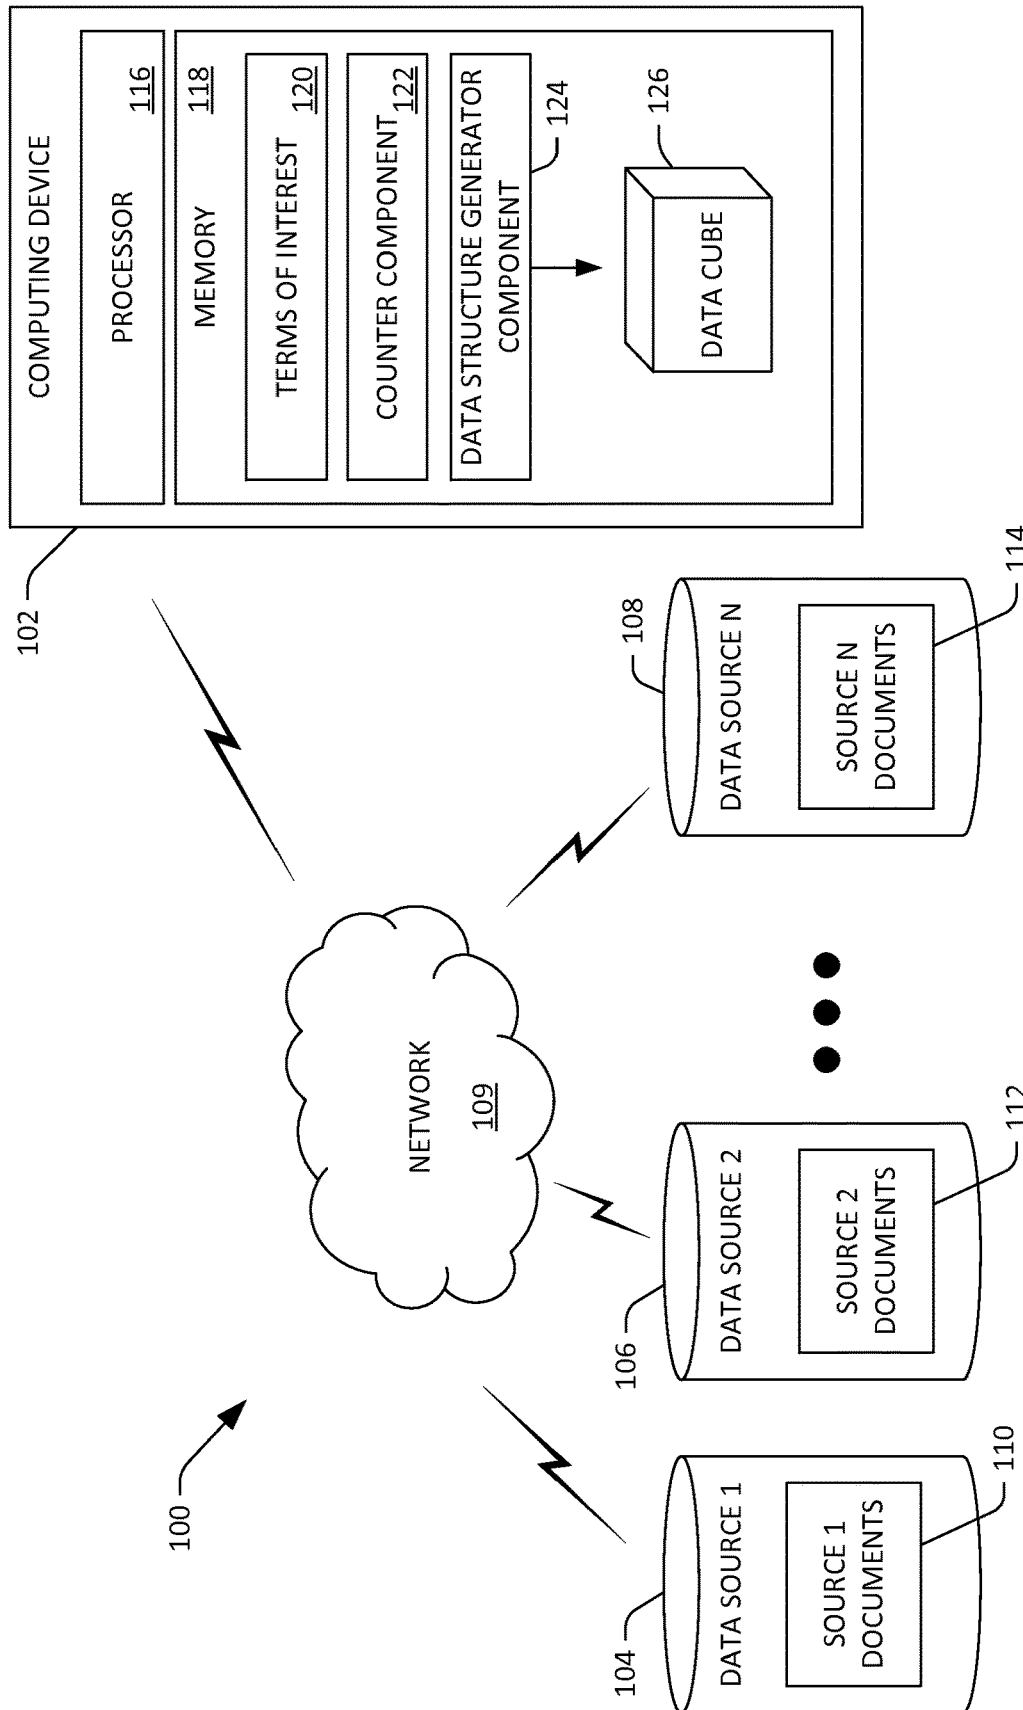 100
102
COMPUTING DEVICE
PROCESSOR
116
MEMORY
118
TERMS OF INTEREST
120
COUNTER COMPONENT
122
DATA STRUCTURE GENERATOR
COMPONENT
124
DATA CUBE
126
NETWORK
109
104
DATA SOURCE 1
SOURCE 1
DOCUMENTS
110
106
DATA SOURCE 2
SOURCE 2
DOCUMENTS
112
108
DATA SOURCE N
SOURCE N
DOCUMENTS
114